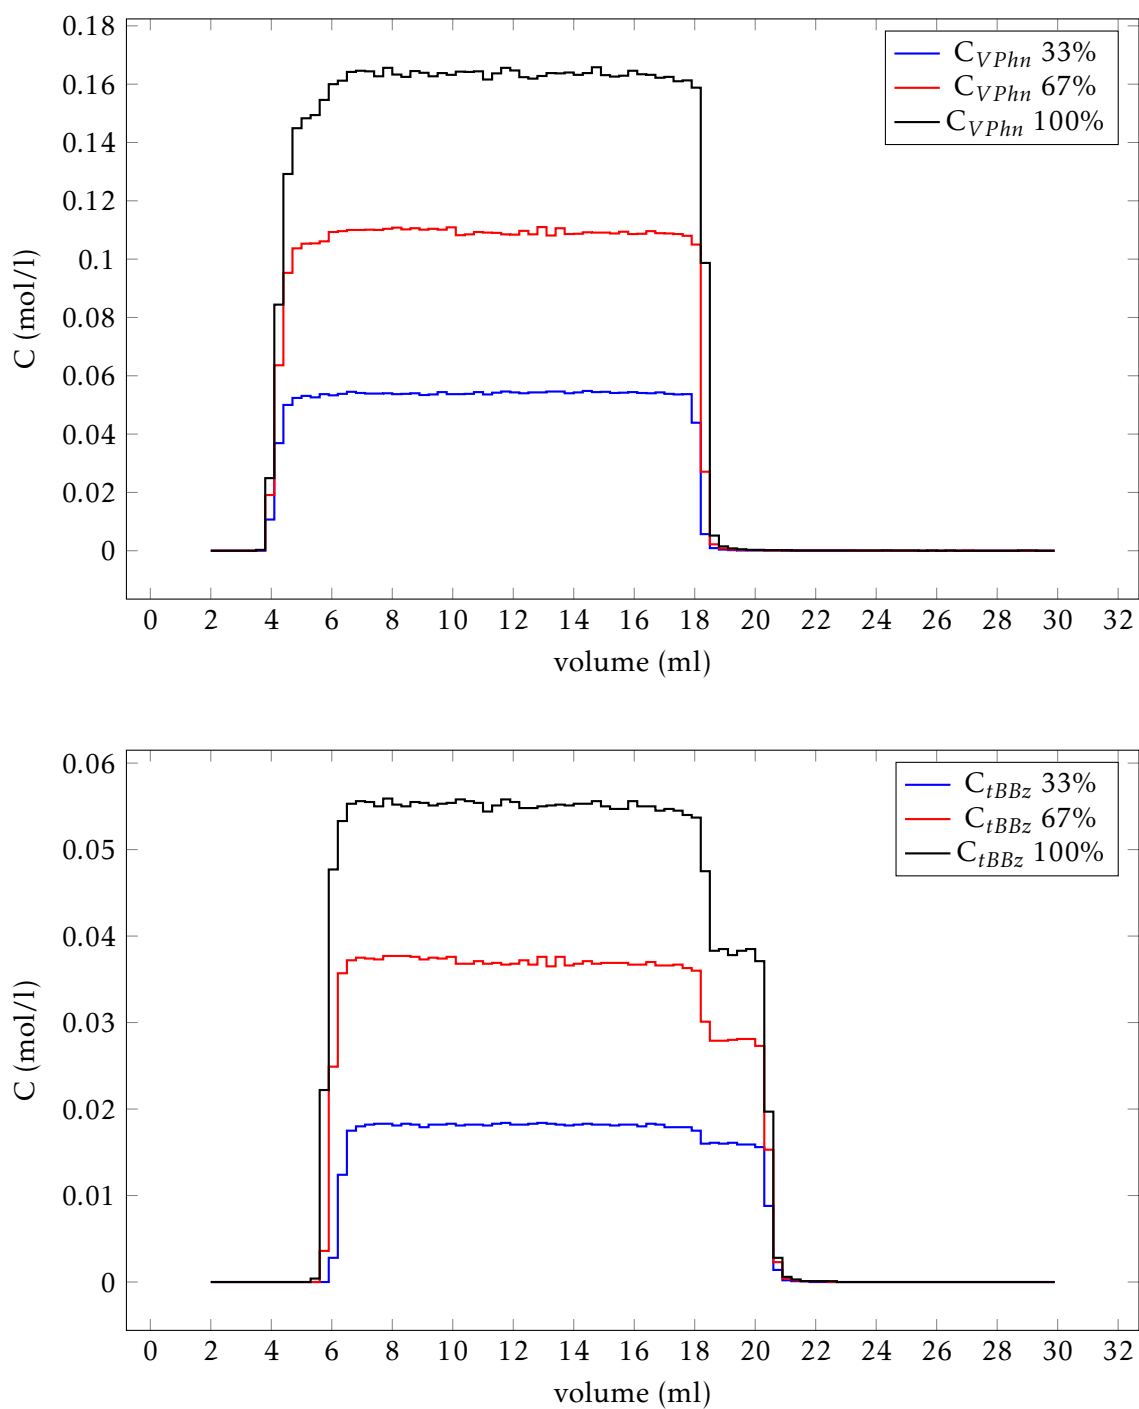 0.18
0.16
0.14
0.12
0.1
0.08
0.06
0.04
0.02
0
C (mol/l)
C_VPhn 33%
C_VPhn 67%
C_VPhn 100%
0 2 4 6 8 10 12 14 16 18 20 22 24 26 28 30 32
volume (ml)
0.06
0.05
0.04
0.03
0.02
0.01
0
C (mol/l)
C_tBBz 33%
C_tBBz 67%
C_tBBz 100%
0 2 4 6 8 10 12 14 16 18 20 22 24 26 28 30 32
volume (ml)